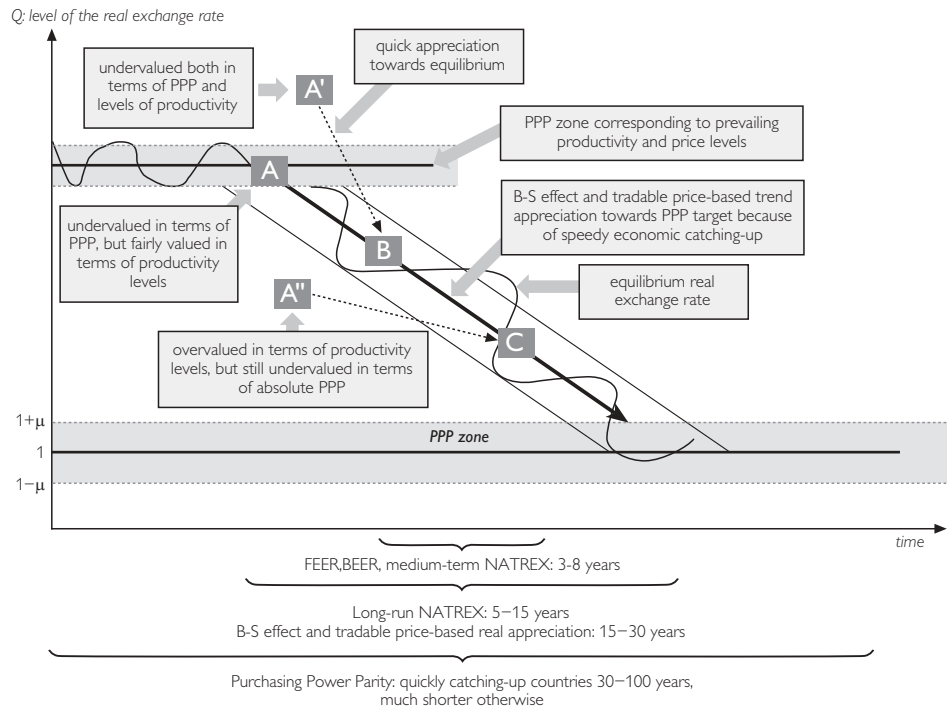 Q: level of the real exchange rate
undervalued both in
terms of PPP and
levels of productivity
A'
quick appreciation
towards equilibrium
PPP zone corresponding to prevailing
productivity and price levels
A
undervalued in terms of
PPP, but fairly valued in
terms of productivity
levels
B-S effect and tradable price-based trend
appreciation towards PPP target because
of speedy economic catching-up
B
equilibrium real
exchange rate
A"
C
overvalued in terms of productivity
levels, but still undervalued in terms
of absolute PPP
1+μ
PPP zone
1
1−μ
time
FEER,BEER, medium-term NATREX: 3-8 years
Long-run NATREX: 5−15 years
B-S effect and tradable price-based real appreciation: 15−30 years
Purchasing Power Parity: quickly catching-up countries 30−100 years,
much shorter otherwise